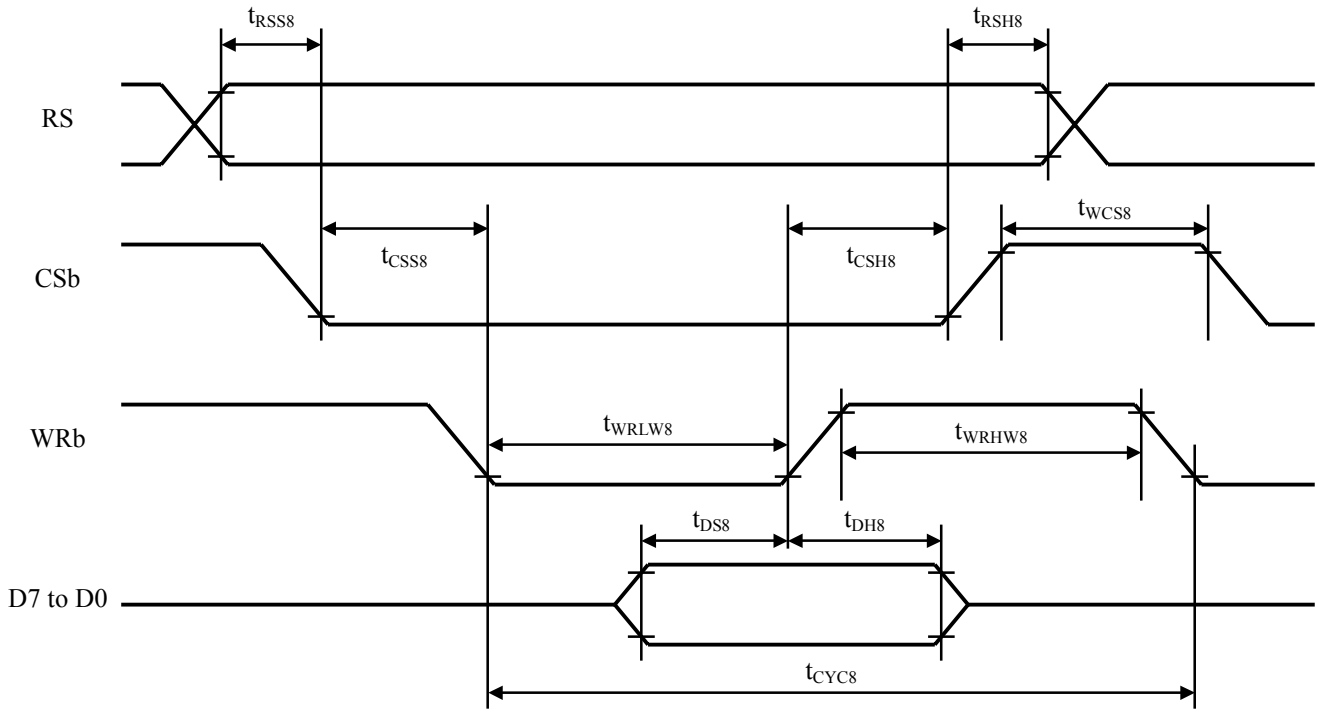 tRSS8
tRSH8
RS
tWCS8
tCSS8
tCSH8
CSb
tWRLW8
tWRHW8
WRb
tDS8
tDH8
D7 to D0
tCYC8